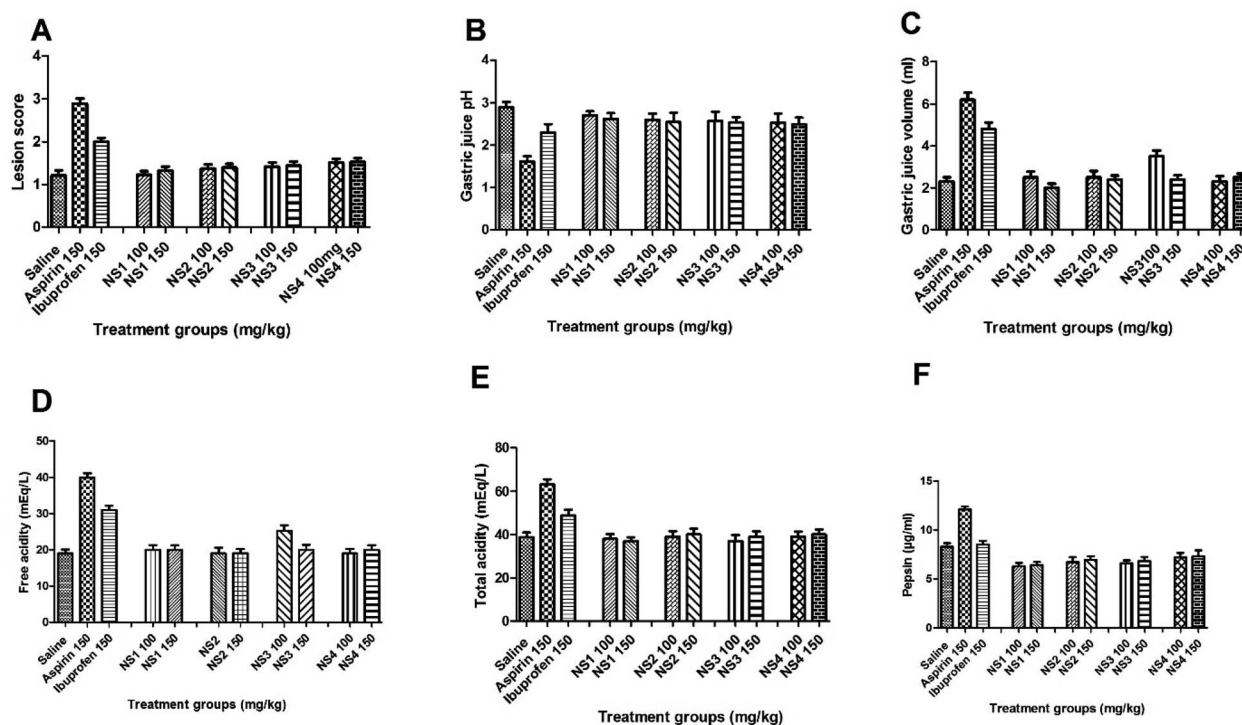 A
Lesion score
4
3
2
1
0
Saline
Aspirin 150
Ibuprofen 150
NS1 100
NS1 150
NS2 100
NS2 150
NS3 100
NS3 150
NS4 100mg
NS4 150
Treatment groups (mg/kg)
B
Gastric juice pH
4
3
2
1
0
Saline
Aspirin 150
Ibuprofen 150
NS1 100
NS1 150
NS2 100
NS2 150
NS3 100
NS3 150
NS4 100
NS4 150
Treatment groups (mg/kg)
C
Gastric juice volume (ml)
8
6
4
2
0
Saline
Aspirin 150
Ibuprofen 150
NS1 100
NS1 150
NS2 100
NS2 150
NS3100
NS3 150
NS4 100
NS4 150
Treatment groups (mg/kg)
D
Free acidity (mEq/L)
50
40
30
20
10
0
Saline
Aspirin 150
Ibuprofen 150
NS1 100
NS1 150
NS2
NS2 150
NS3 100
NS3 150
NS4 100
NS4 150
Treatment groups (mg/kg)
E
Total acidity (mEq/L)
80
60
40
20
0
Saline
Aspirin 150
Ibuprofen 150
NS1 100
NS1 150
NS2 100
NS2 150
NS3 100
NS3 150
NS4 100
NS4 150
Treatment groups (mg/kg)
F
Pepsin (µg/ml)
15
10
5
0
Saline
Aspirin 150
Ibuprofen 150
NS1 100
NS1 150
NS2 100
NS2 150
NS3 100
NS3 150
NS4 100
NS4 150
Treatment groups (mg/kg)